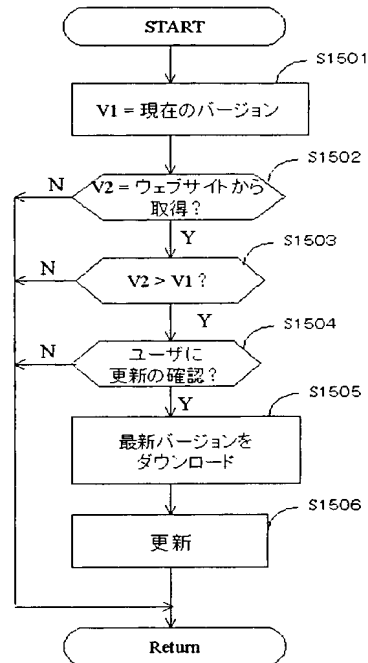 START
S1501
V1 = 現在のバージョン
S1502
N
V2 = ウェブサイトから
取得？
Y
S1503
N
V2 > V1？
Y
S1504
N
ユーザに
更新の確認？
Y
S1505
最新バージョンを
ダウンロード
S1506
更新
Return